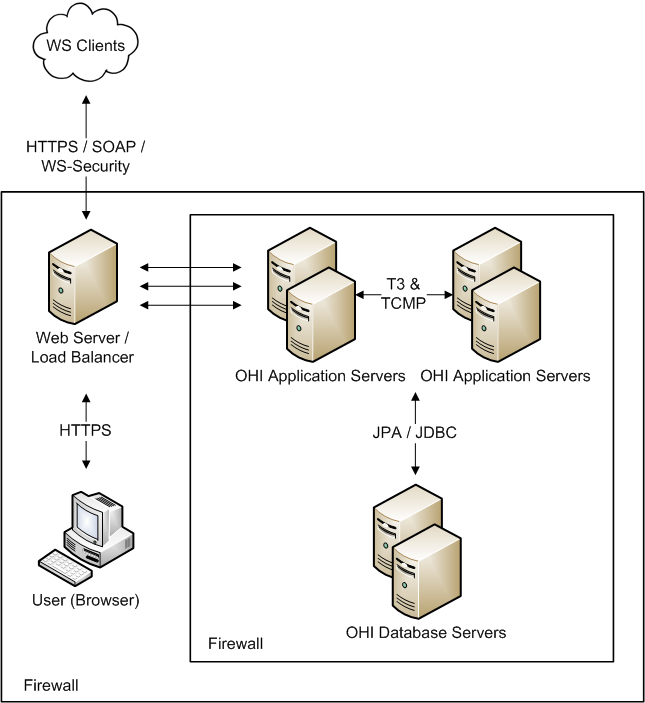 WS Clients
HTTPS / SOAP /
WS-Security
Web Server /
Load Balancer
T3 &
TCMP
OHI Application Servers
OHI Application Servers
HTTPS
JPA / JDBC
User (Browser)
OHI Database Servers
Firewall
Firewall